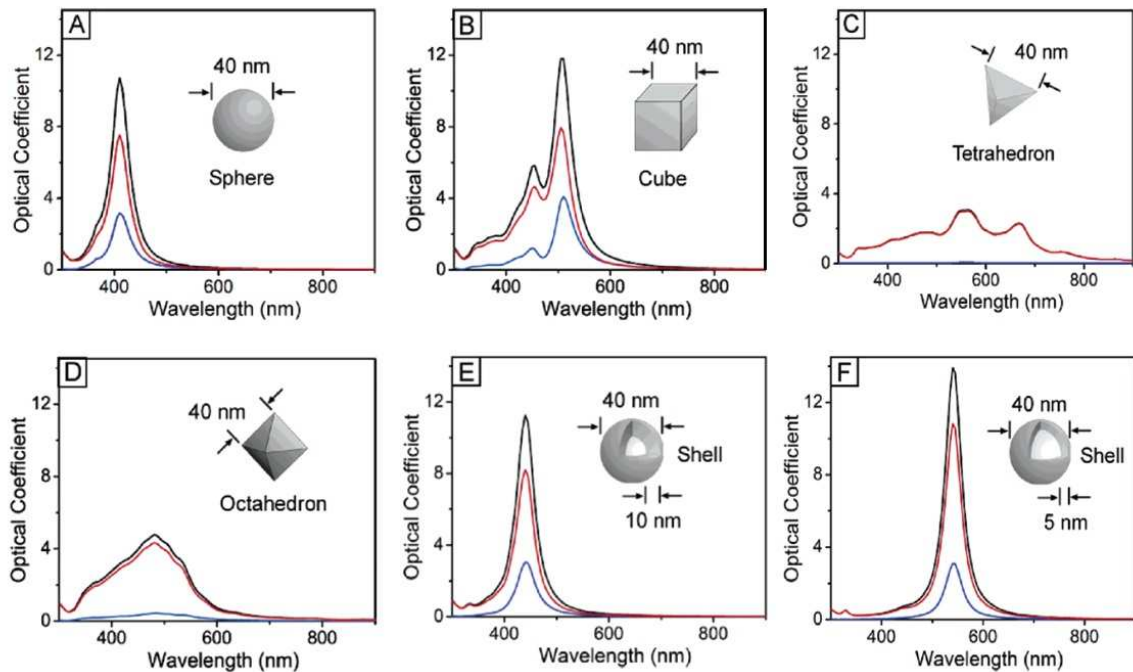 A
Optical Coefficient
12
8
4
0
40 nm
Sphere
400 600 800
Wavelength (nm)
B
Optical Coefficient
12
8
4
0
40 nm
Cube
400 600 800
Wavelength (nm)
C
Optical Coefficient
12
8
4
0
40 nm
Tetrahedron
400 600 800
Wavelength (nm)
D
Optical Coefficient
12
8
4
0
40 nm
Octahedron
400 600 800
Wavelength (nm)
E
Optical Coefficient
12
8
4
0
40 nm
Shell
10 nm
400 600 800
Wavelength (nm)
F
Optical Coefficient
12
8
4
0
40 nm
Shell
5 nm
400 600 800
Wavelength (nm)